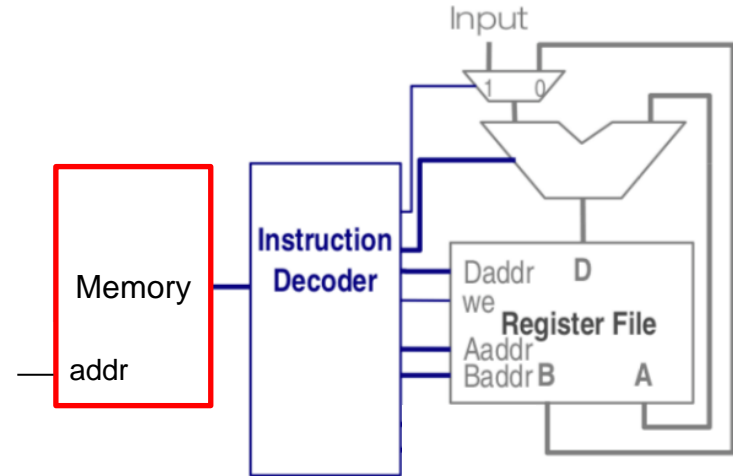 Input
1 0
Instruction
Decoder
Memory
addr
Daddr D
we
Register File
Aaddr
Baddr B A